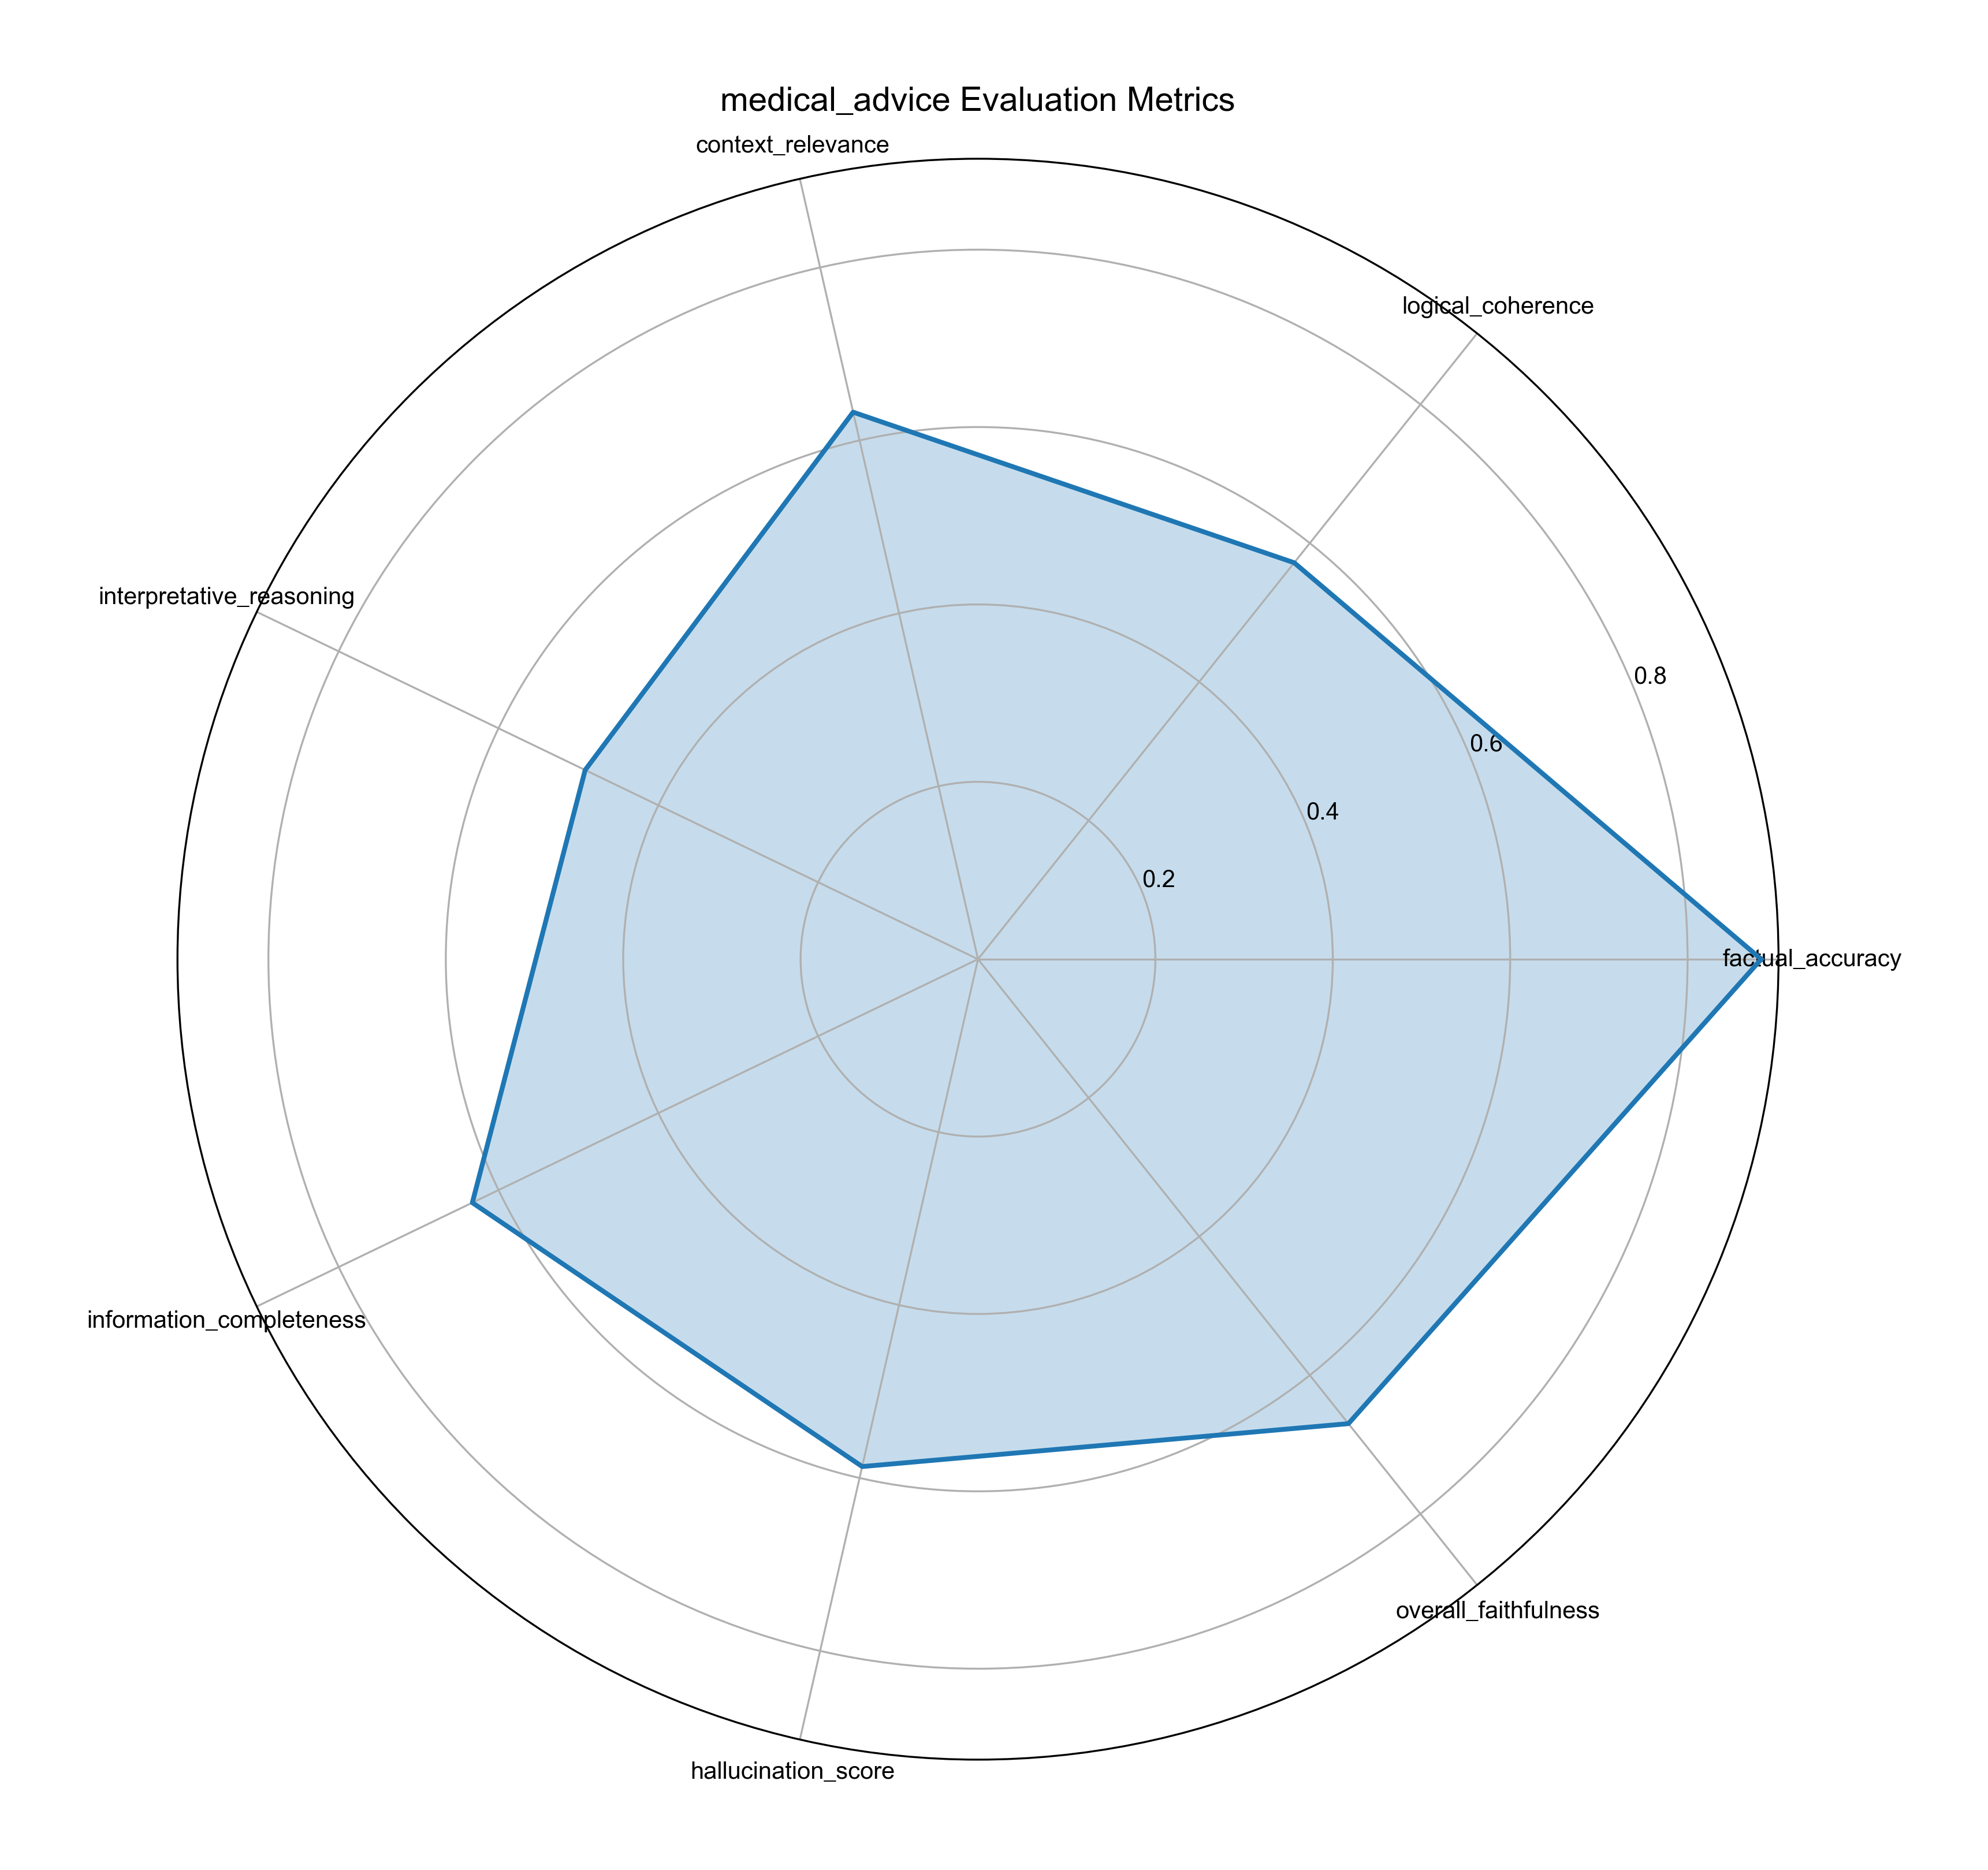 medical_advice Evaluation Metrics
context_relevance
logical_coherence
interpretative_reasoning
0.8
0.6
0.4
0.2
factual_accuracy
information_completeness
overall_faithfulness
hallucination_score